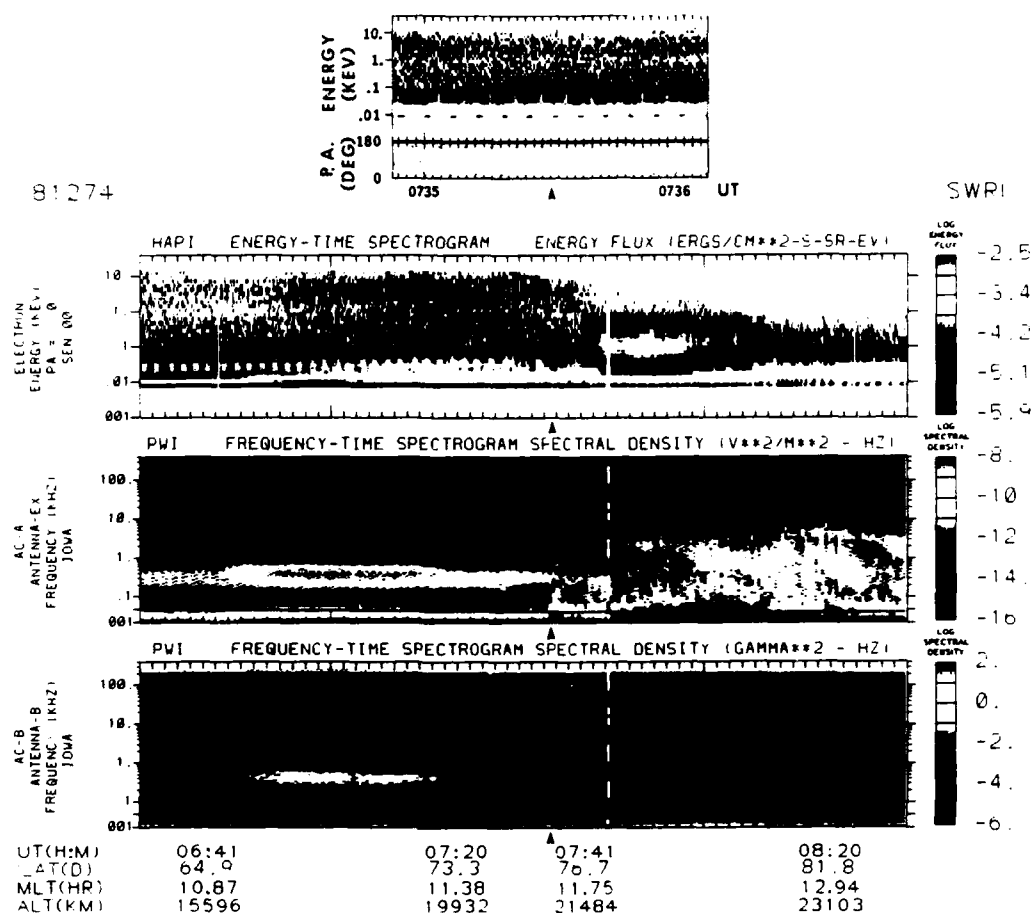 ENERGY (KEV)
10.
1.
.1
.01
P.A. (DEG)
180
0
0735 0736 UT
81274 SWRI
HAPI ENERGY-TIME SPECTROGRAM ENERGY FLUX (ERGS/CM**2-S-SR-EV)
ELECTRON
ENERGY (KEV)
PA = 0
SEN 00
10
1.
.1
.01
.001
LOG
ENERGY
FLUX
-2.5
-3.4
-4.2
-5.1
-5.9
PWI FREQUENCY-TIME SPECTROGRAM SPECTRAL DENSITY (V**2/M**2 - HZ)
AC-A
ANTENNA-EX
FREQUENCY (KHZ)
IOWA
100.
10.
.1
.1
.001
LOG
SPECTRAL
DENSITY
-8.
-10
-12
-14.
-16
PWI FREQUENCY-TIME SPECTROGRAM SPECTRAL DENSITY (GAMMA**2 - HZ)
AC-B
ANTENNA-B
FREQUENCY (KHZ)
IOWA
100.
10.
.1
1.
001
LOG
SPECTRAL
DENSITY
2.
0.
-2.
-4.
-6.
UT(H:M) 06:41 07:20 07:41 08:20
LAT(D) 64.9 73.3 76.7 81.8
MLT(HR) 10.87 11.38 11.75 12.94
ALT(KM) 15596 19932 21484 23103